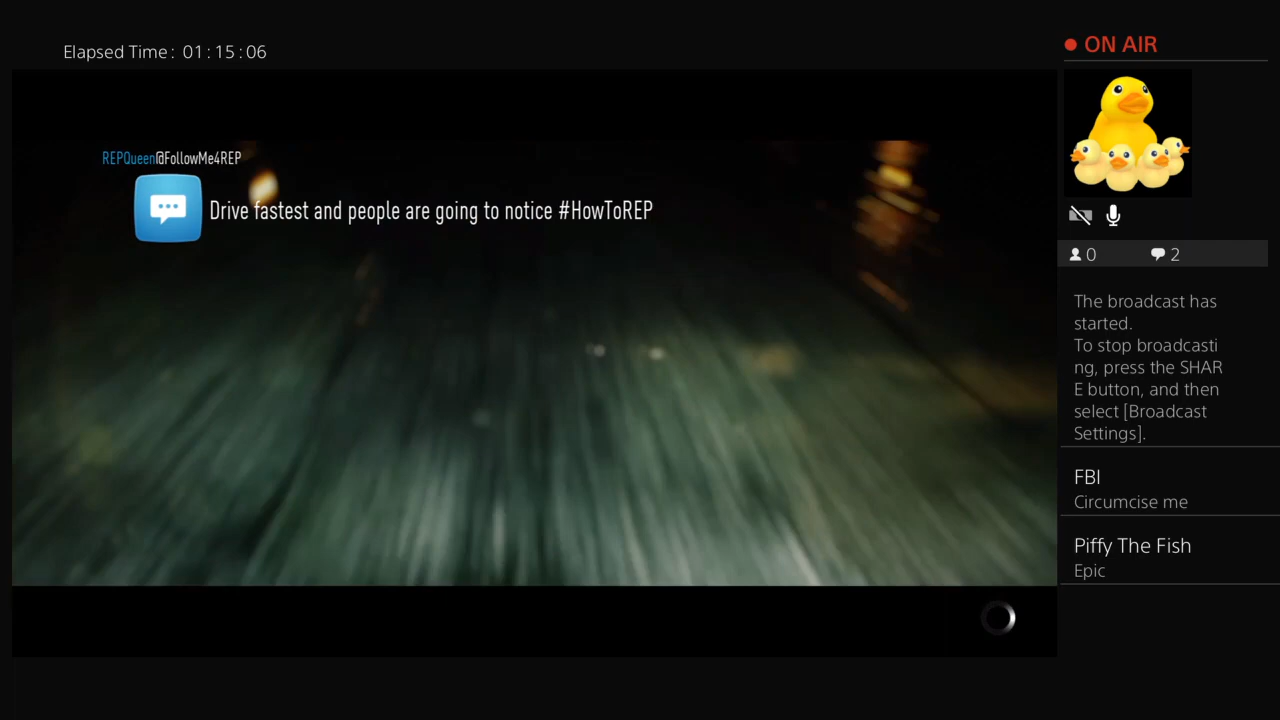 Elapsed Time: 01:15:06
ON AIR
REPQueen@FollowMe4REP
Drive fastest and people are going to notice #HowToREP
0 2
The broadcast has
started.
To stop broadcasti
ng, press the SHAR
E button, and then
select [Broadcast
Settings].
FBI
Circumcise me
Piffy The Fish
Epic